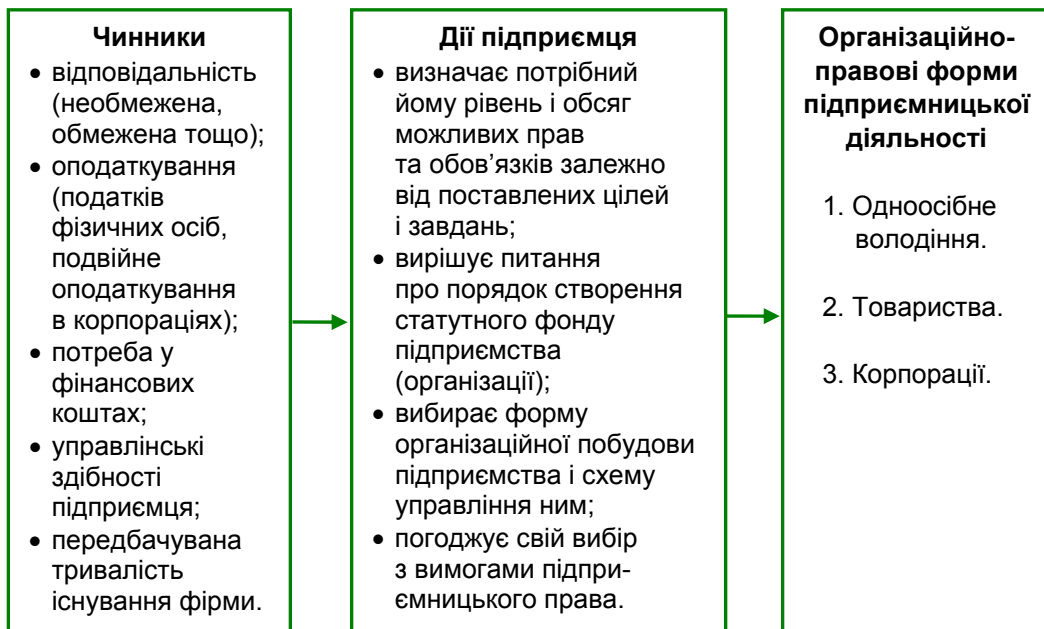 Чинники
• відповідальність
(необмежена,
обмежена тощо);
• оподаткування
(податків
фізичних осіб,
подвійне
оподаткування
в корпораціях);
• потреба у
фінансових
коштах;
• управлінські
здібності
підприємця;
• передбачувана
тривалість
існування фірми.
Дії підприємця
• визначає потрібний
йому рівень і обсяг
можливих прав
та обов’язків залежно
від поставлених цілей
і завдань;
• вирішує питання
про порядок створення
статутного фонду
підприємства
(організації);
• вибирає форму
організаційної побудови
підприємства і схему
управління ним;
• погоджує свій вибір
з вимогами підпри-
ємницького права.
Організаційно-
правові форми
підприємницької
діяльності
1. Одноосібне
володіння.
2. Товариства.
3. Корпорації.